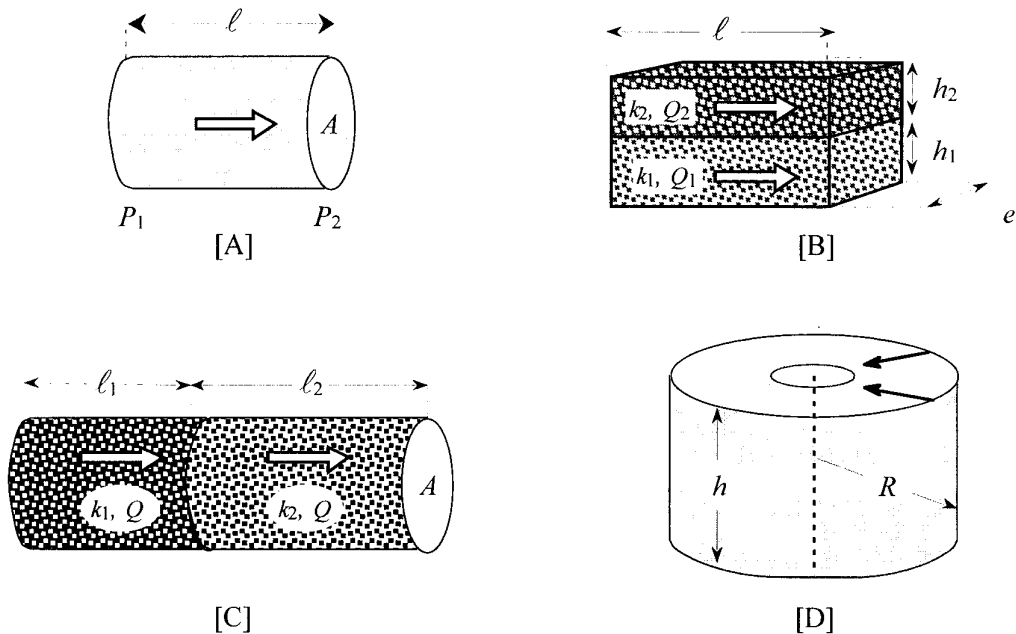 ℓ
A
P₁ P₂
[A]
ℓ
k₂, Q₂
h₂
k₁, Q₁
h₁
e
[B]
ℓ₁ ℓ₂
k₁, Q
k₂, Q
A
[C]
h
R
[D]